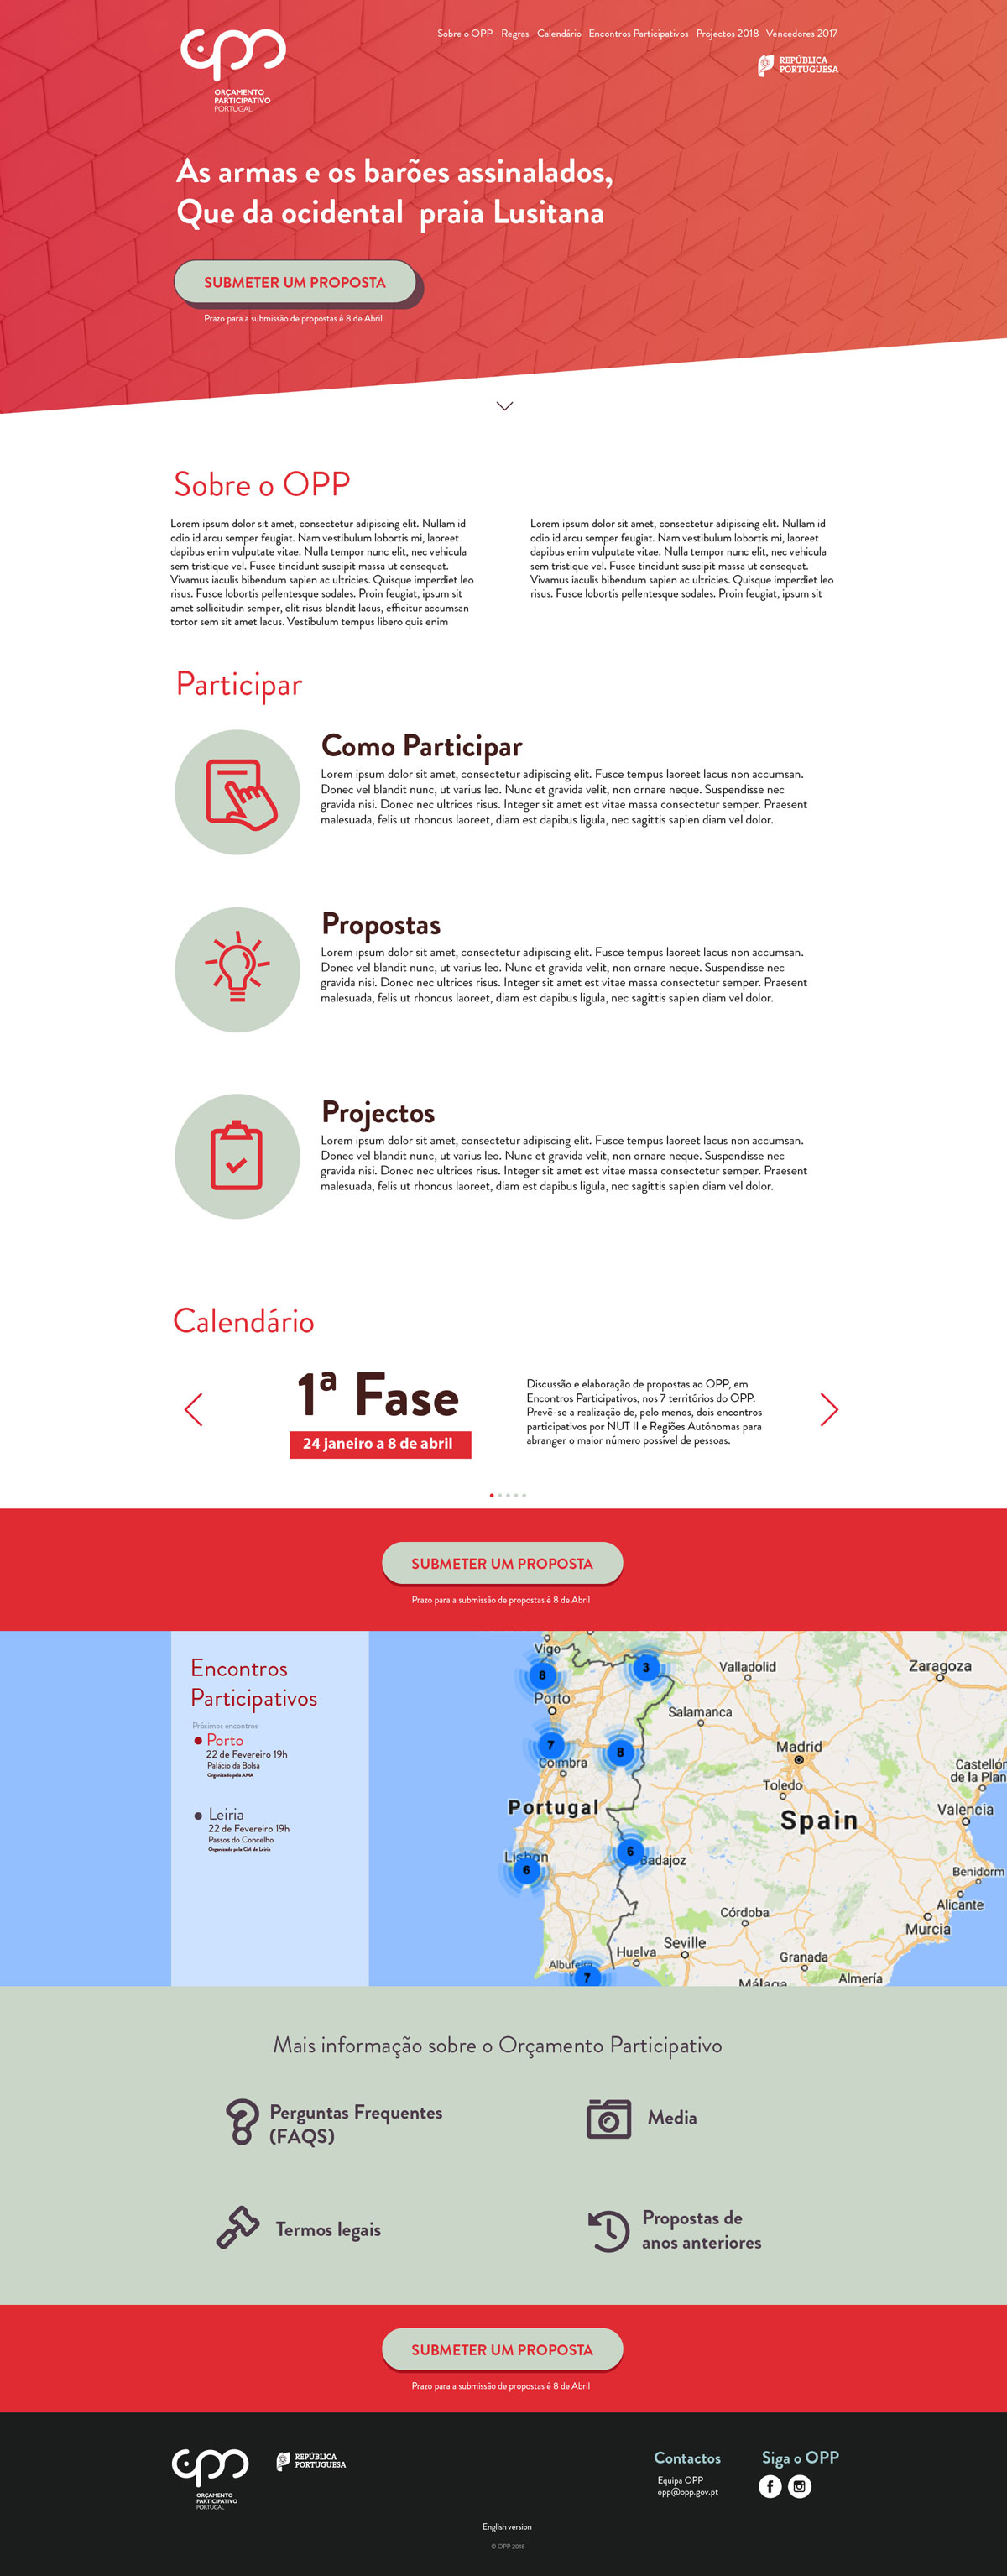 Sobre o OPP Regras Calendário Encontros Participativos Projectos 2018 Vencedores 2017
REPÚBLICA
PORTUGUESA
opp
ORÇAMENTO
PARTICIPATIVO
PORTUGAL
As armas e os barões assinalados,
Que da ocidental praia Lusitana
SUBMETER UM PROPOSTA
Prazo para a submissão de propostas é 8 de Abril
Sobre o OPP
Lorem ipsum dolor sit amet, consectetur adipiscing elit. Nullam id
odio id arcu semper feugiat. Nam vestibulum lobortis mi, laoreet
dapibus enim vulputate vitae. Nulla tempor nunc elit, nec vehicula
sem tristique vel. Fusce tincidunt suscipit massa ut consequat.
Vivamus iaculis bibendum sapien ac ultricies. Quisque imperdiet leo
risus. Fusce lobortis pellentesque sodales. Proin feugiat, ipsum sit
amet sollicitudin semper, elit risus blandit lacus, efficitur accumsan
tortor sem sit amet lacus. Vestibulum tempus libero quis enim
Lorem ipsum dolor sit amet, consectetur adipiscing elit. Nullam id
odio id arcu semper feugiat. Nam vestibulum lobortis mi, laoreet
dapibus enim vulputate vitae. Nulla tempor nunc elit, nec vehicula
sem tristique vel. Fusce tincidunt suscipit massa ut consequat.
Vivamus iaculis bibendum sapien ac ultricies. Quisque imperdiet leo
risus. Fusce lobortis pellentesque sodales. Proin feugiat, ipsum sit
Participar
Como Participar
Lorem ipsum dolor sit amet, consectetur adipiscing elit. Fusce tempus laoreet lacus non accumsan.
Donec vel blandit nunc, ut varius leo. Nunc et gravida velit, non ornare neque. Suspendisse nec
gravida nisi. Donec nec ultrices risus. Integer sit amet est vitae massa consectetur semper. Praesent
malesuada, felis ut rhoncus laoreet, diam est dapibus ligula, nec sagittis sapien diam vel dolor.
Propostas
Lorem ipsum dolor sit amet, consectetur adipiscing elit. Fusce tempus laoreet lacus non accumsan.
Donec vel blandit nunc, ut varius leo. Nunc et gravida velit, non ornare neque. Suspendisse nec
gravida nisi. Donec nec ultrices risus. Integer sit amet est vitae massa consectetur semper. Praesent
malesuada, felis ut rhoncus laoreet, diam est dapibus ligula, nec sagittis sapien diam vel dolor.
Projectos
Lorem ipsum dolor sit amet, consectetur adipiscing elit. Fusce tempus laoreet lacus non accumsan.
Donec vel blandit nunc, ut varius leo. Nunc et gravida velit, non ornare neque. Suspendisse nec
gravida nisi. Donec nec ultrices risus. Integer sit amet est vitae massa consectetur semper. Praesent
malesuada, felis ut rhoncus laoreet, diam est dapibus ligula, nec sagittis sapien diam vel dolor.
Calendário
1ª Fase
24 janeiro a 8 de abril
Discussão e elaboração de propostas ao OPP, em
Encontros Participativos, nos 7 territórios do OPP.
Prevê-se a realização de, pelo menos, dois encontros
participativos por NUT II e Regiões Autónomas para
abranger o maior número possível de pessoas.
SUBMETER UM PROPOSTA
Prazo para a submissão de propostas é 8 de Abril
Encontros
Participativos
Próximos encontros
Porto
22 de Fevereiro 19h
Palácio da Bolsa
Organizado pela AMA
Leiria
22 de Fevereiro 19h
Passos do Concelho
Organizado pela CM de Leiria
Vigo
8
3
Valladolid
Zaragoza
Porto
Salamanca
7
8
Coimbra
Madrid
Castellón
de la Plan
Toledo
Portugal
Spain
Valencia
Lisbon
6
6
Badajoz
Benidorm
Alicante
Córdoba
Murcia
Seville
Huelva
Granada
Albufeira
7
Málaga
Almería
Mais informação sobre o Orçamento Participativo
Perguntas Frequentes
(FAQS)
Media
Termos legais
Propostas de
anos anteriores
SUBMETER UM PROPOSTA
Prazo para a submissão de propostas é 8 de Abril
opp
ORÇAMENTO
PARTICIPATIVO
PORTUGAL
REPÚBLICA
PORTUGUESA
Contactos
Equipa OPP
opp@opp.gov.pt
Siga o OPP
English version
© OPP 2018